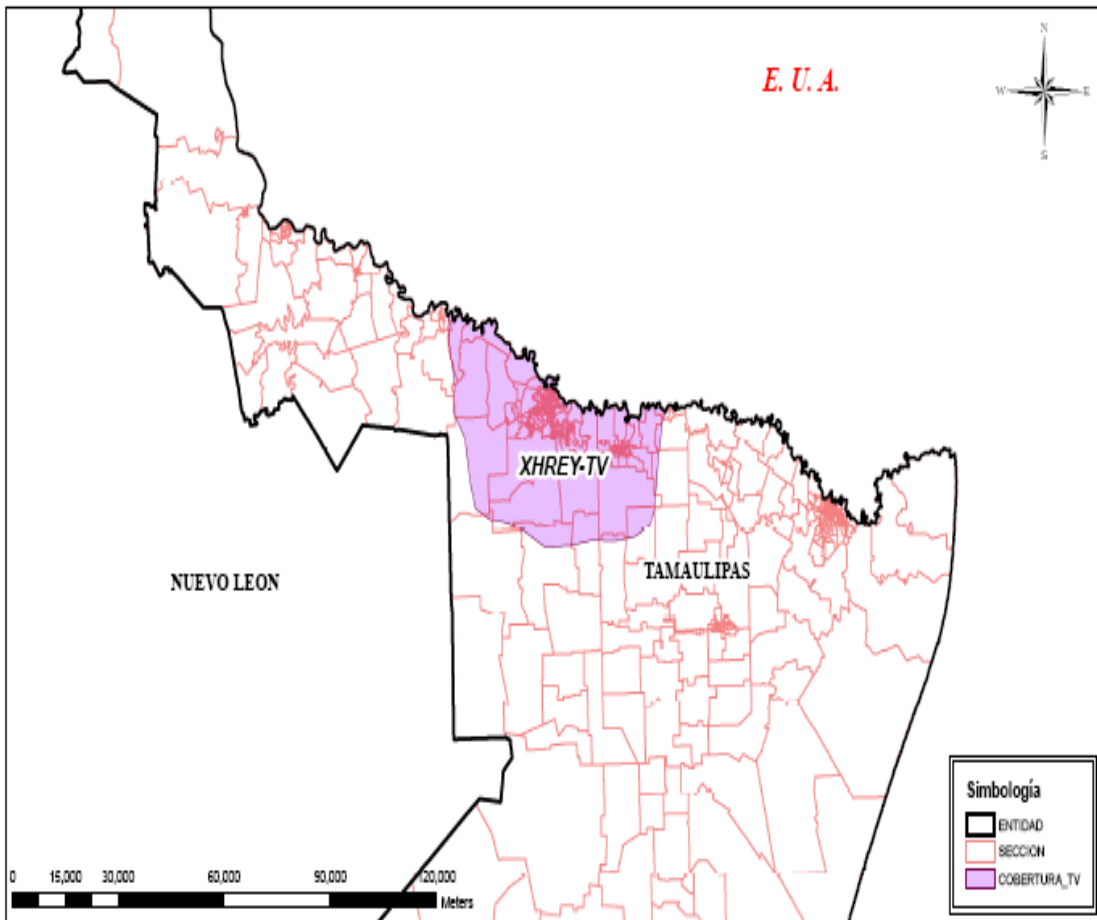 E. U. A.
N
W
E
S
XHREY-TV
NUEVO LEON
TAMAULIPAS
Simbología
ENTIDAD
SECCION
COBERTURA_TV
0 15,000 30,000 60,000 90,000 120,000
Meters